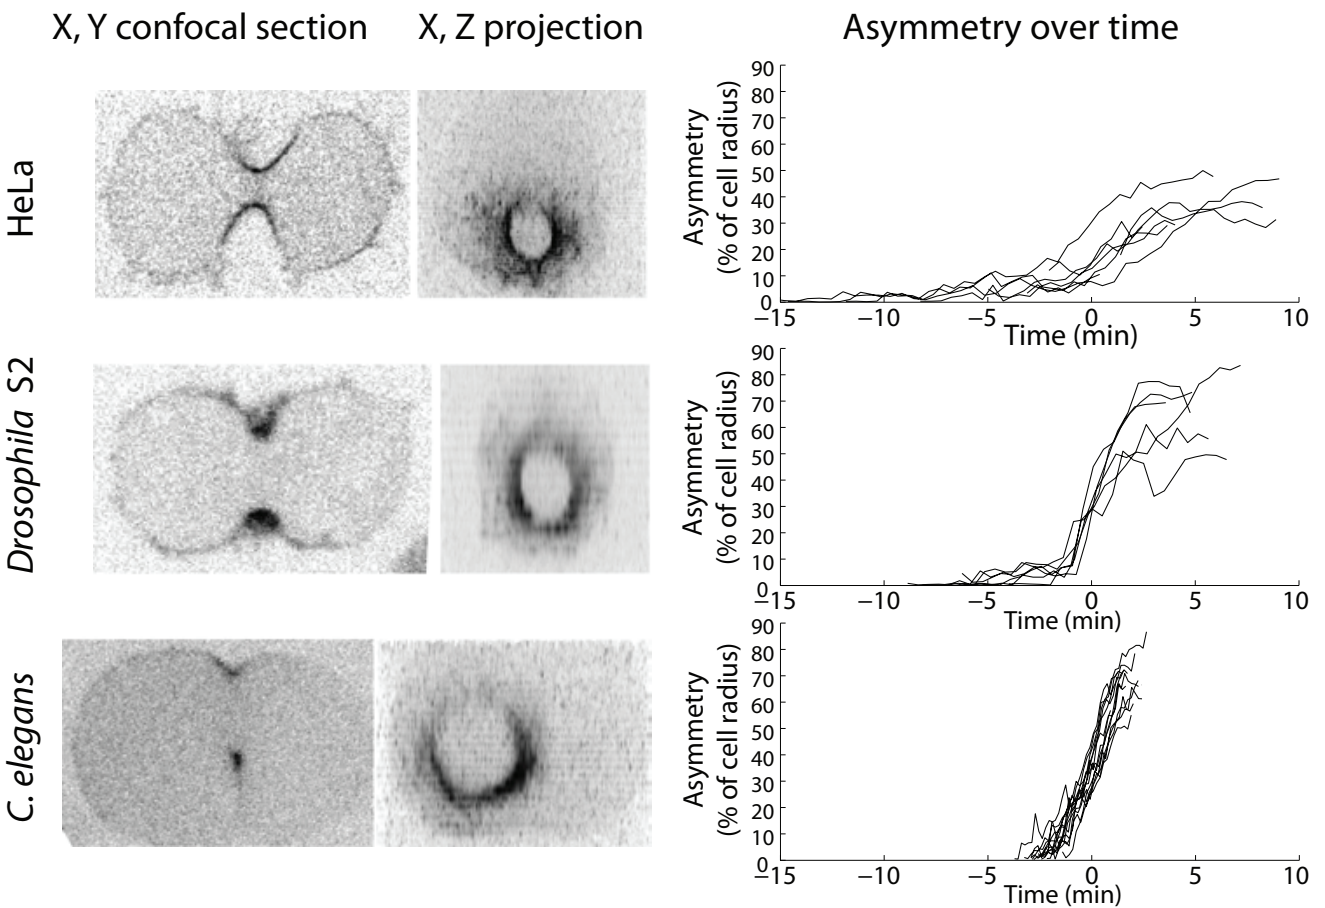 X, Y confocal section X, Z projection Asymmetry over time
HeLa
Asymmetry
(% of cell radius)
90
80
70
60
50
40
30
20
10
0
−15 −10 −5 0 5 10
Time (min)
Drosophila S2
Asymmetry
(% of cell radius)
90
80
70
60
50
40
30
20
10
0
−15 −10 −5 0 5 10
Time (min)
C. elegans
Asymmetry
(% of cell radius)
90
80
70
60
50
40
30
20
10
0
−15 −10 −5 0 5 10
Time (min)